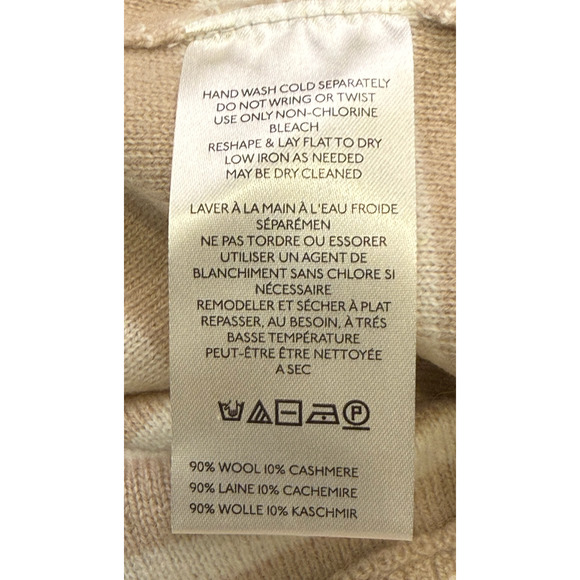 HAND WASH COLD SEPARATELY
DO NOT WRING OR TWIST
USE ONLY NON-CHLORINE
BLEACH
RESHAPE & LAY FLAT TO DRY
LOW IRON AS NEEDED
MAY BE DRY CLEANED
LAVER À LA MAIN À L'EAU FROIDE
SÉPARÉMEN
NE PAS TORDRE OU ESSORER
UTILISER UN AGENT DE
BLANCHIMENT SANS CHLORE SI
NÉCESSAIRE
REMODELER ET SÉCHER À PLAT
REPASSER, AU BESOIN, À TRÉS
BASSE TEMPÉRATURE
PEUT-ÊTRE ÊTRE NETTOYÉE
A SEC
P
90% WOOL 10% CASHMERE
90% LAINE 10% CACHEMIRE
90% WOLLE 10% KASCHMIR